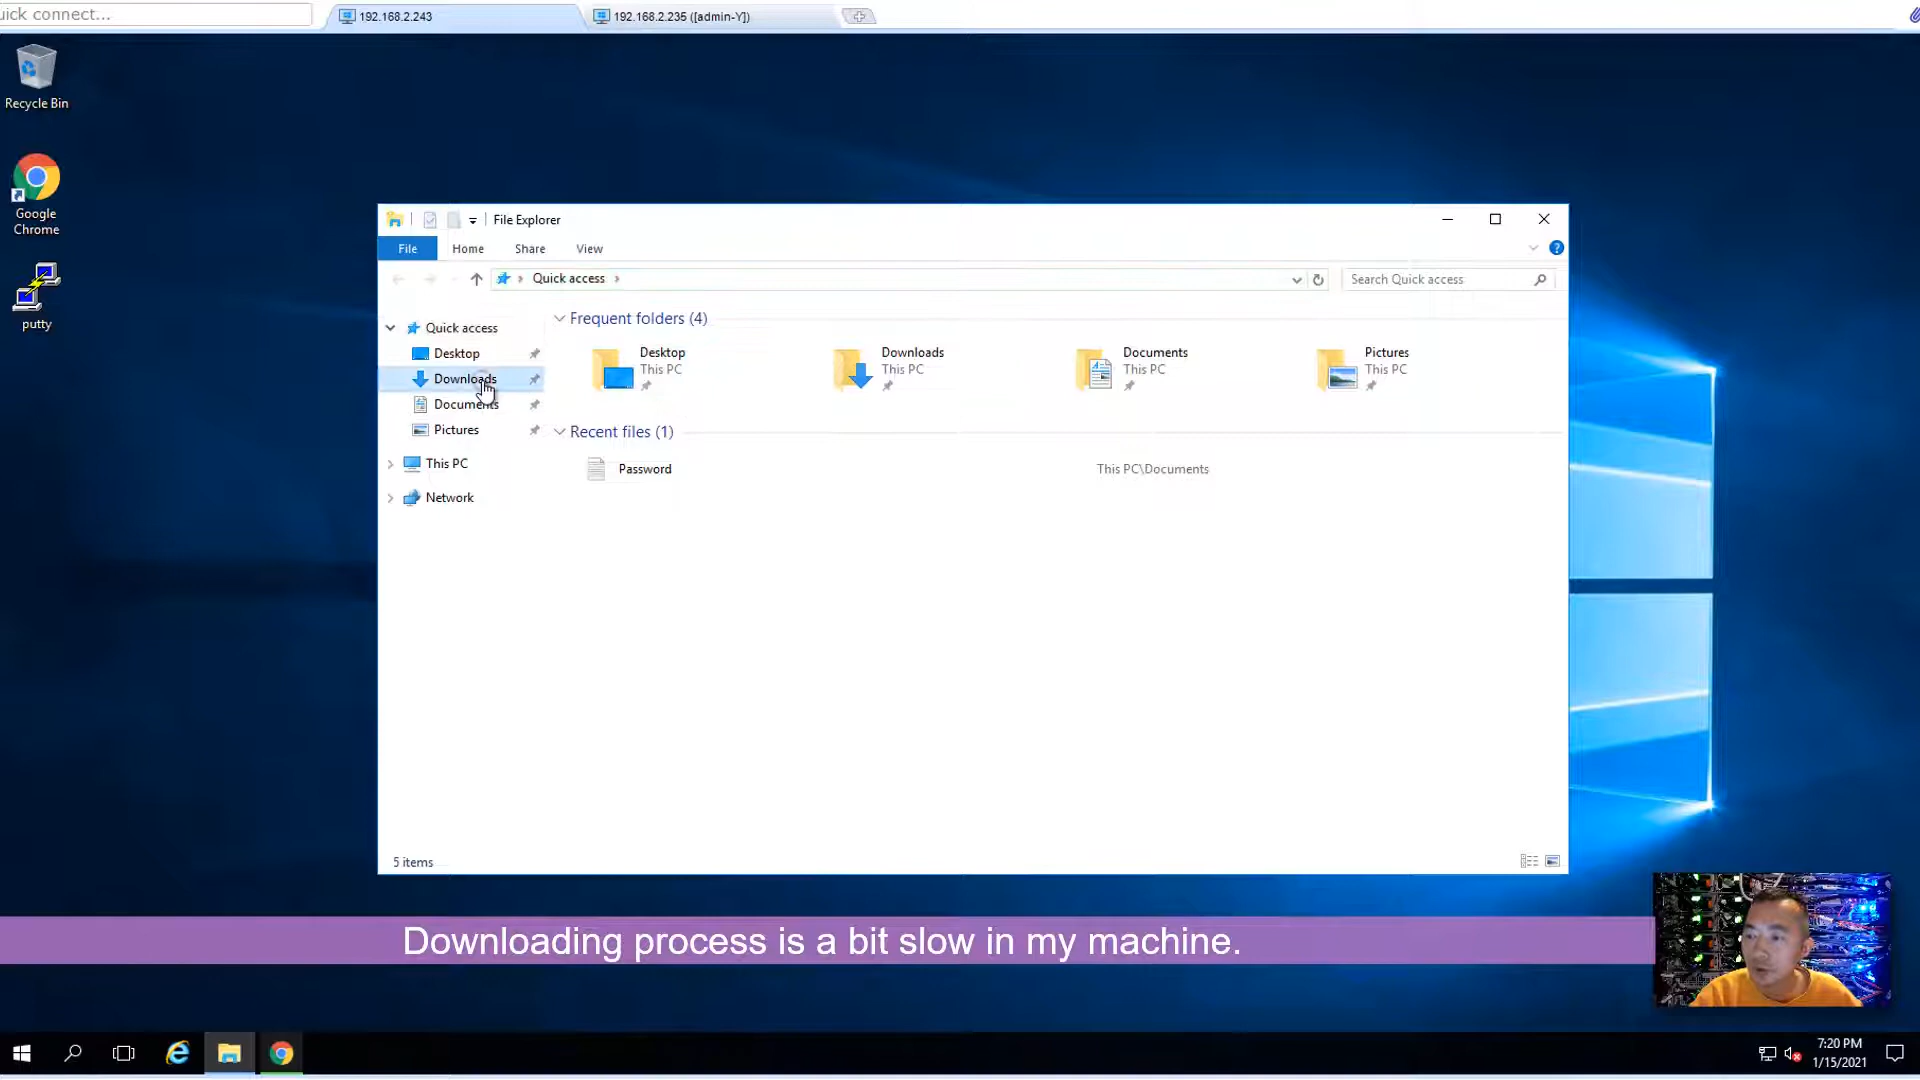 uick connect...
192.168.2.243
192.168.2.235 ([admin-Y])
Recycle Bin
Google
Chrome
putty
File Explorer
File
Home
Share
View
Quick access
Search Quick access
Quick access
Desktop
Downloads
Documents
Pictures
This PC
Network
Frequent folders (4)
Desktop
This PC
Downloads
This PC
Documents
This PC
Pictures
This PC
Recent files (1)
Password
This PC\Documents
5 items
Downloading process is a bit slow in my machine.
7:20 PM
1/15/2021